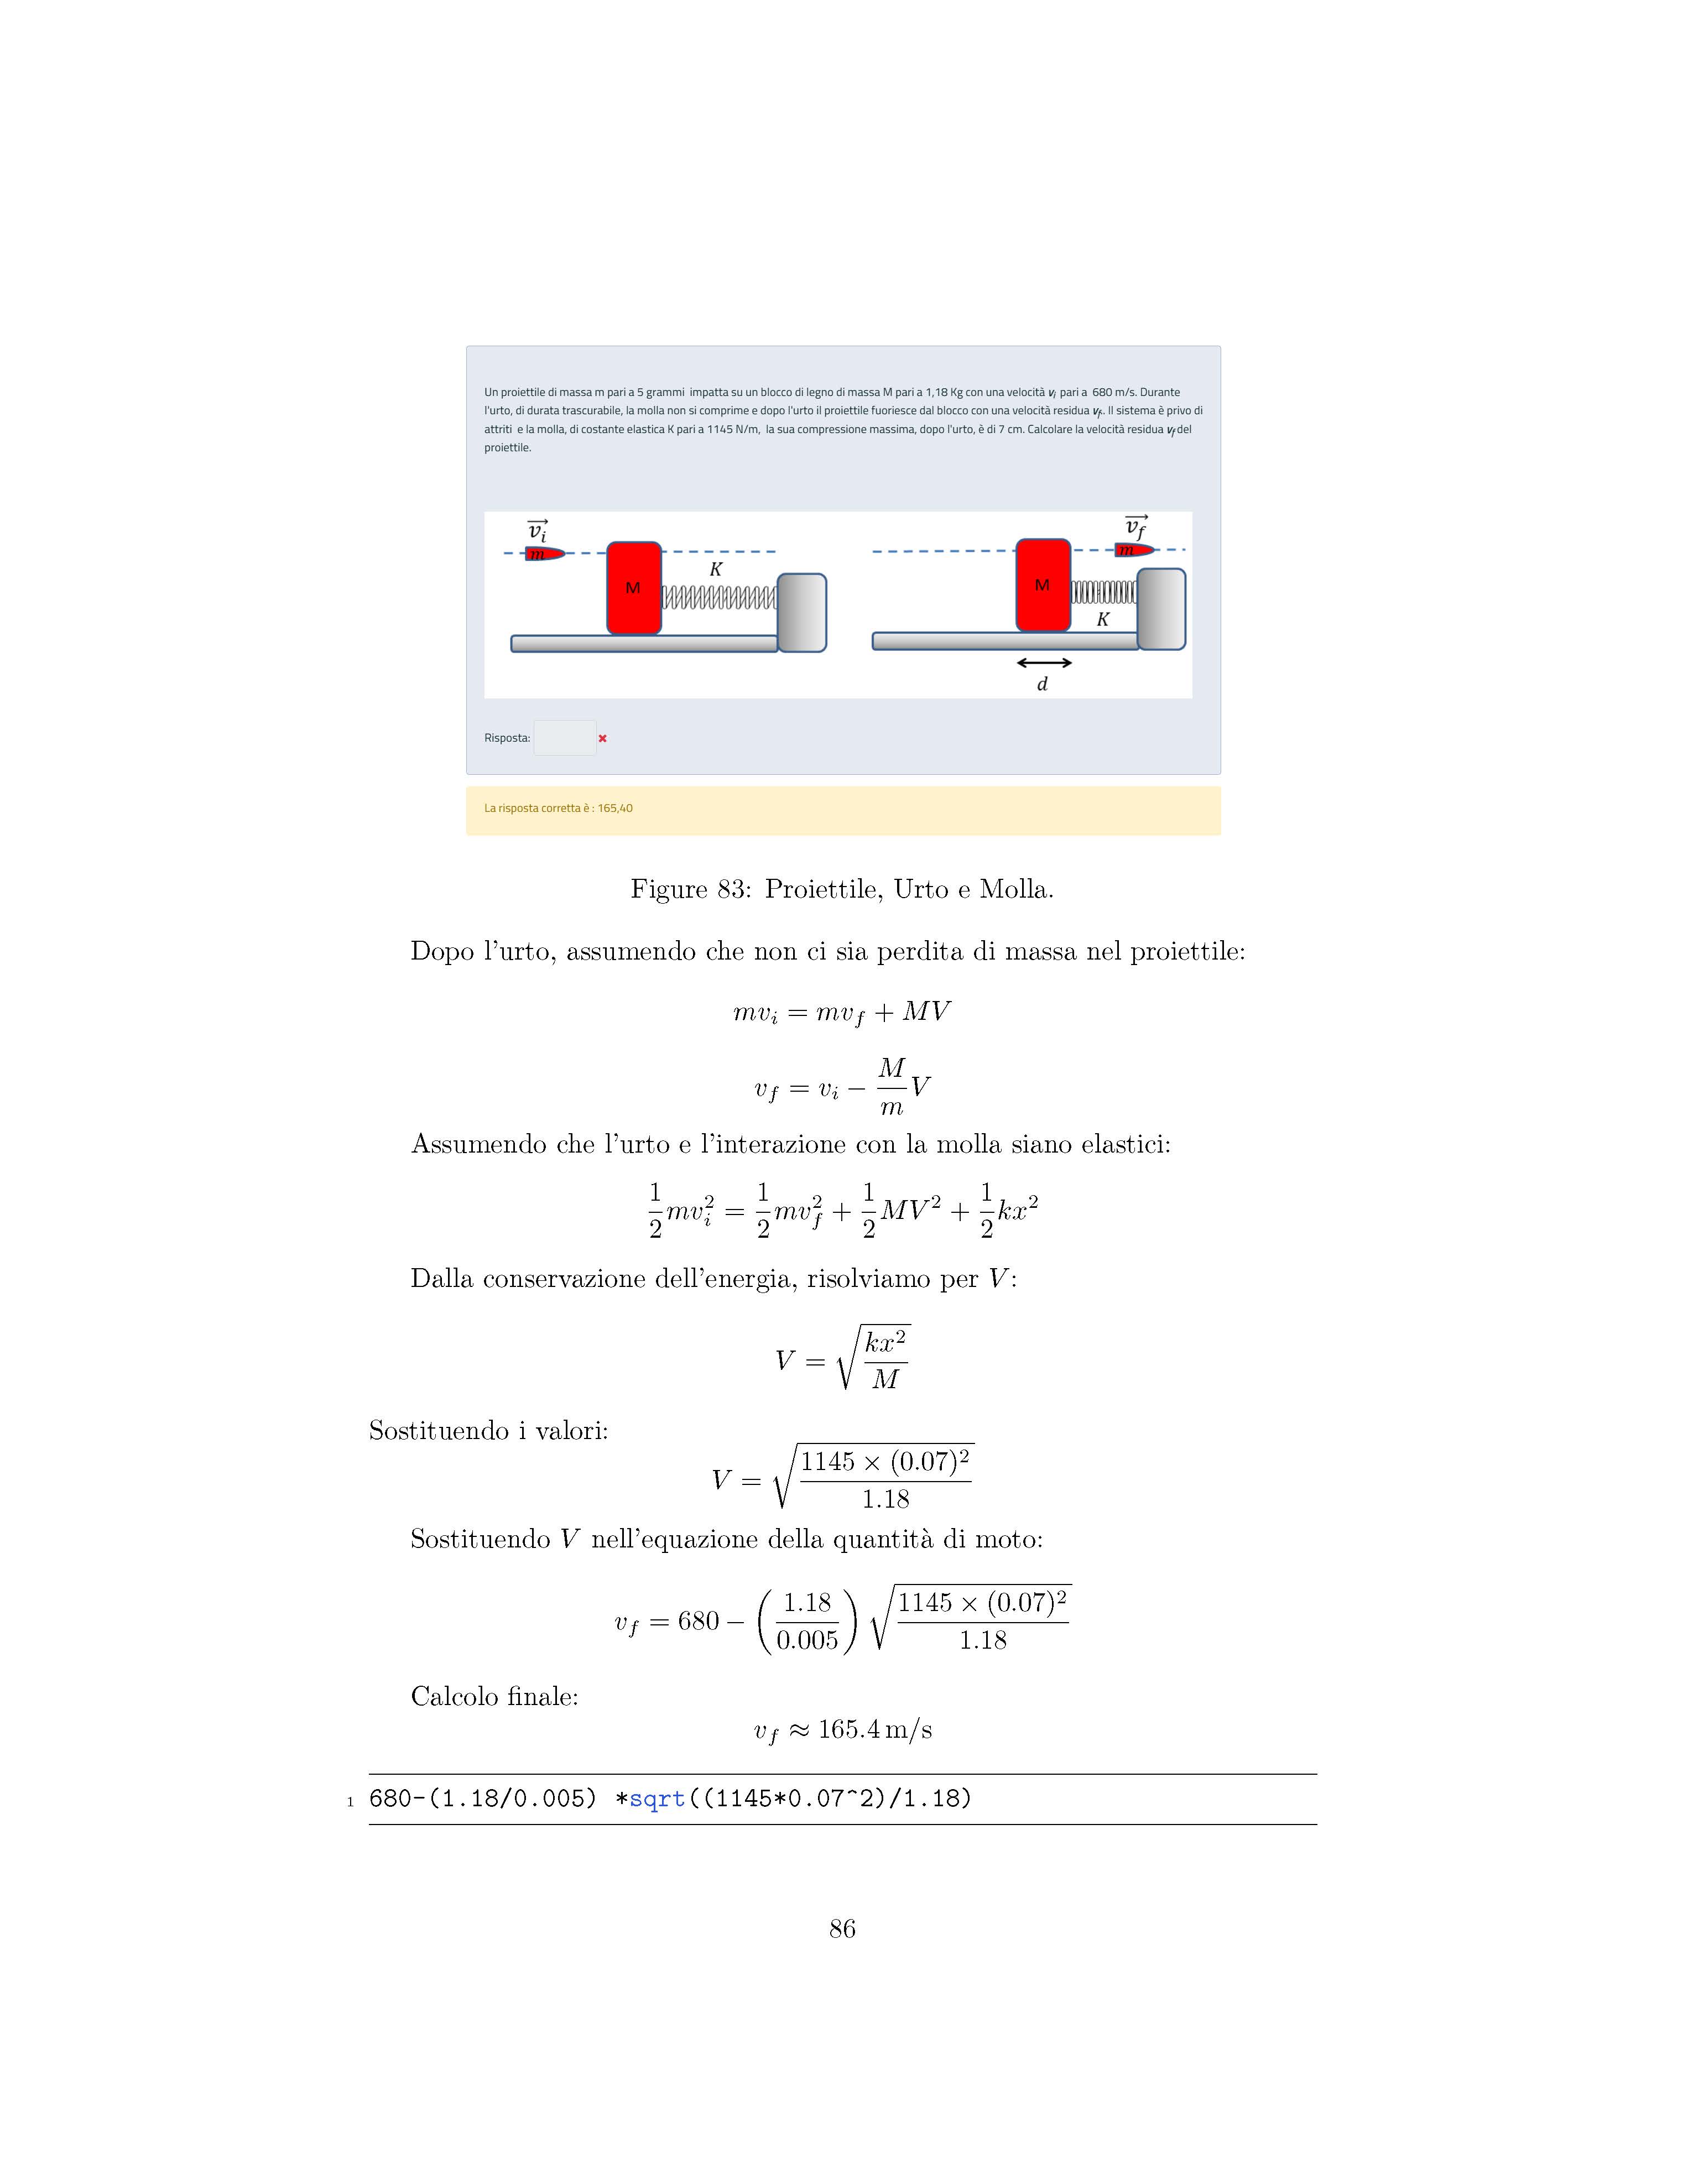 Un proiettile di massa m pari a 5 grammi impatta su un blocco di legno di massa M pari a 1,18 Kg con una velocità v_i pari a 680 m/s. Durante
l'urto, di durata trascurabile, la molla non si comprime e dopo l'urto il proiettile fuoriesce dal blocco con una velocità residua v_f. Il sistema è privo di
attriti e la molla, di costante elastica K pari a 1145 N/m, la sua compressione massima, dopo l'urto, è di 7 cm. Calcolare la velocità residua v_f del
proiettile.
v_i
m
M
K
v_f
m
M
K
d
Risposta:
La risposta corretta è : 165,40
Figure 83: Proiettile, Urto e Molla.
Dopo l'urto, assumendo che non ci sia perdita di massa nel proiettile:
mv_i = mv_f + MV
v_f = v_i − \frac{M}{m}V
Assumendo che l'urto e l'interazione con la molla siano elastici:
\frac{1}{2}mv_i^2 = \frac{1}{2}mv_f^2 + \frac{1}{2}MV^2 + \frac{1}{2}kx^2
Dalla conservazione dell'energia, risolviamo per V:
V = \sqrt{\frac{kx^2}{M}}
Sostituendo i valori:
V = \sqrt{\frac{1145 × (0.07)^2}{1.18}}
Sostituendo V nell'equazione della quantità di moto:
v_f = 680 − \left(\frac{1.18}{0.005}\right) \sqrt{\frac{1145 × (0.07)^2}{1.18}}
Calcolo finale:
v_f ≈ 165.4 m/s
1 680-(1.18/0.005) *sqrt((1145*0.07^2)/1.18)
86